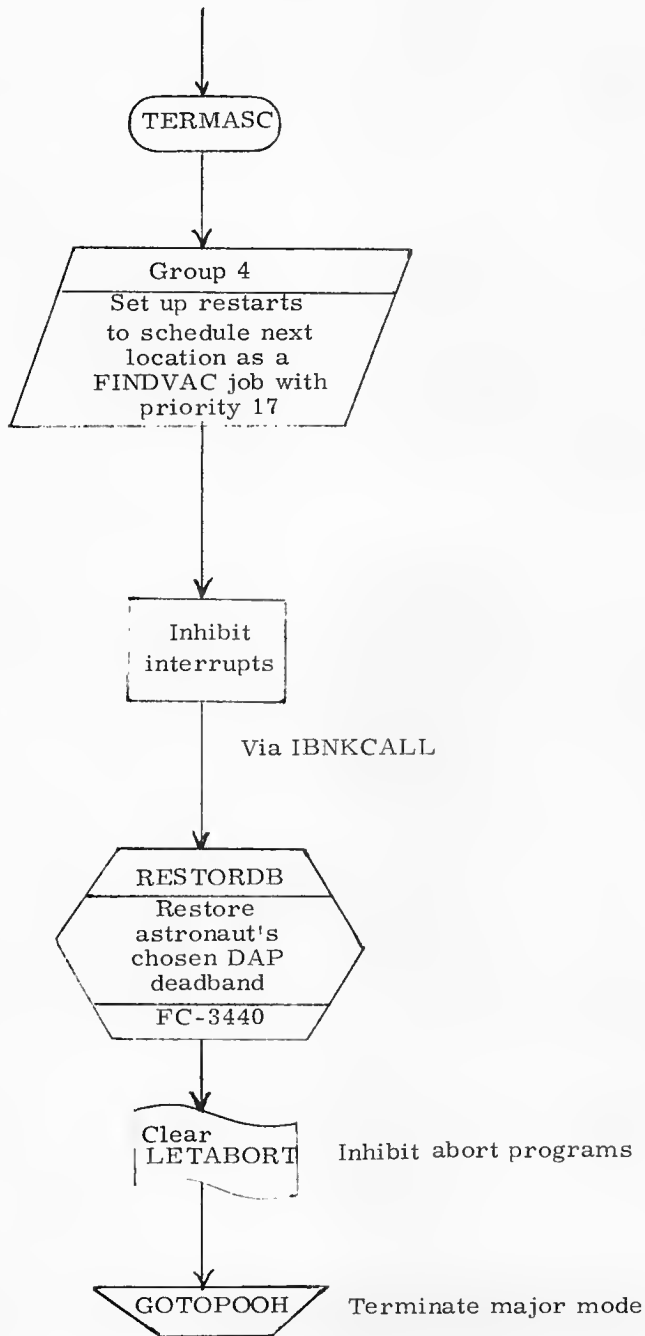 TERMASC
Group 4
Set up restarts
to schedule next
location as a
FINDVAC job with
priority 17
Inhibit
interrupts
Via IBNKCALL
RESTORDB
Restore
astronaut's
chosen DAP
deadband
FC-3440
Clear
LETABORT
Inhibit abort programs
GOTOPOOH
Terminate major mode